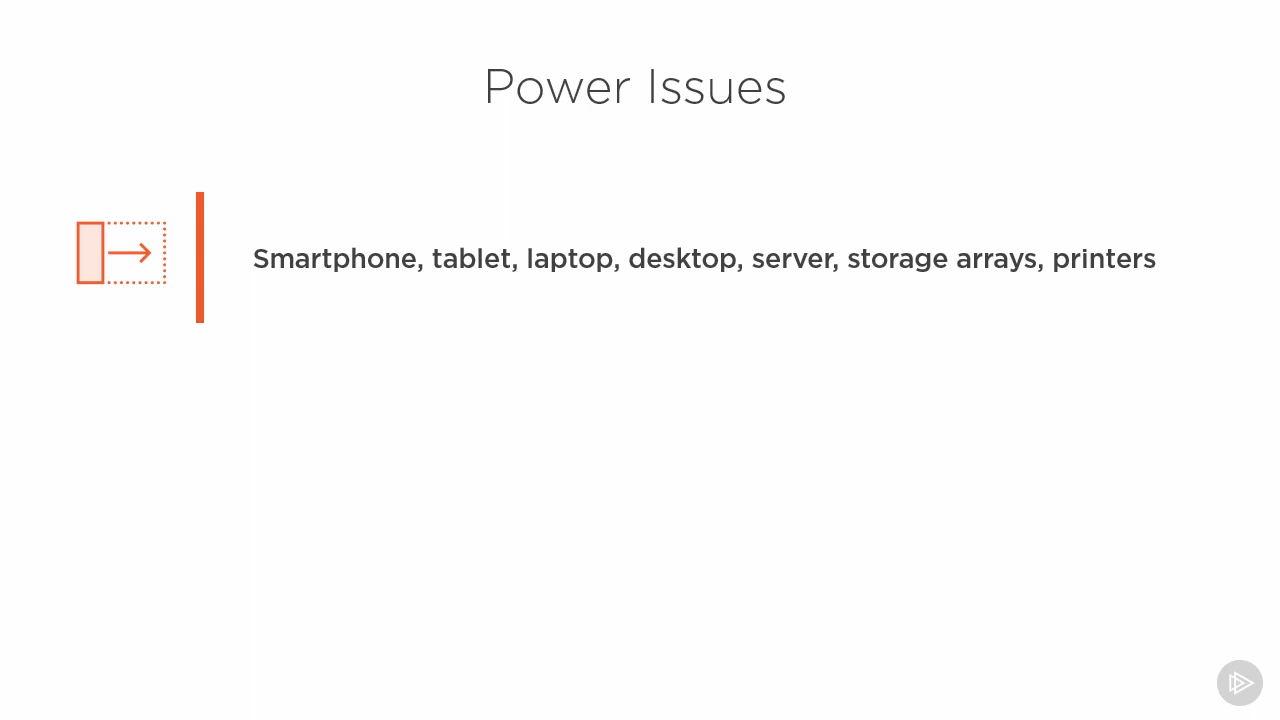 Power Issues
Smartphone, tablet, laptop, desktop, server, storage arrays, printers